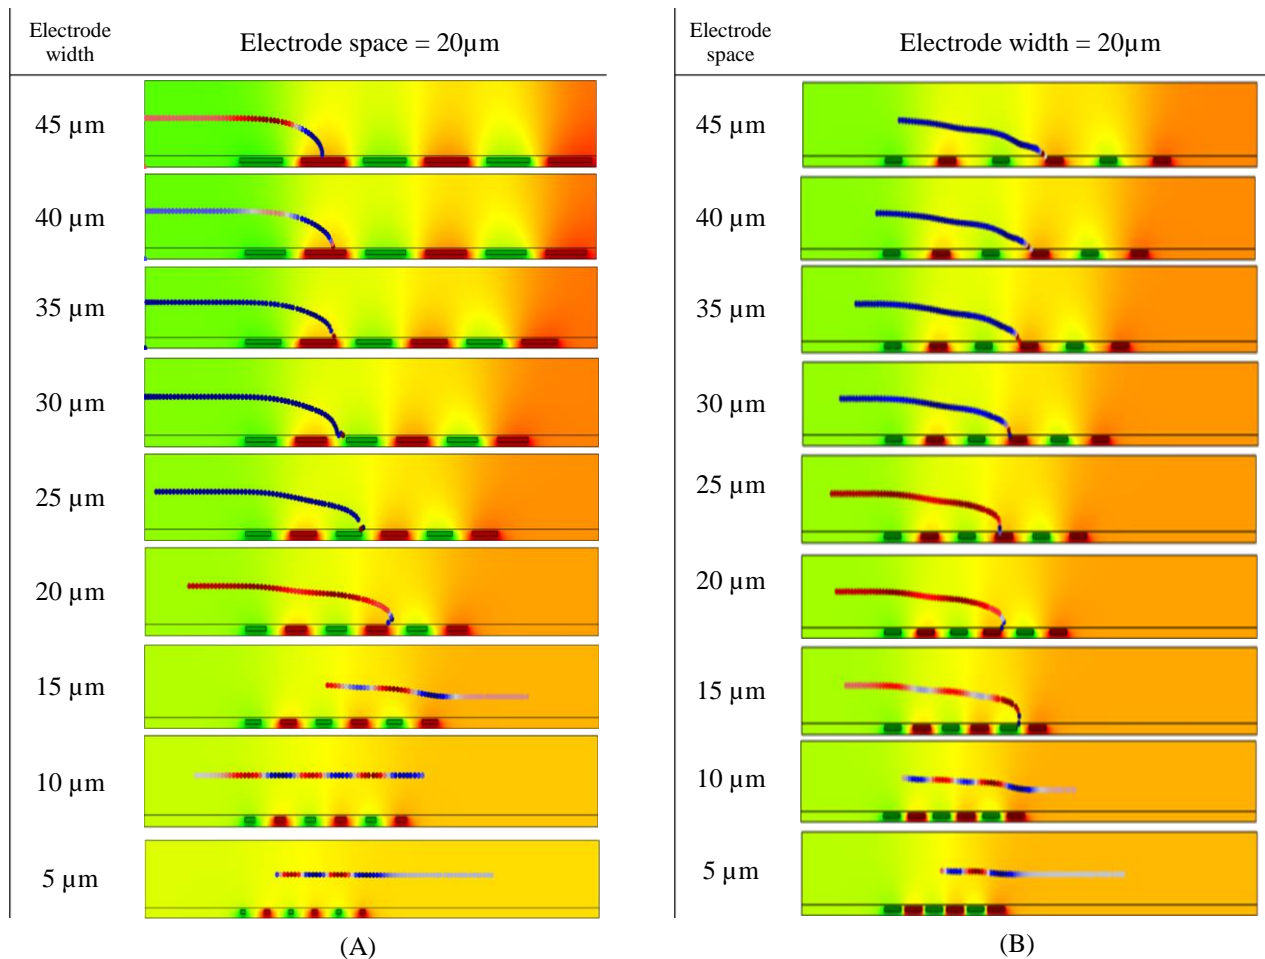 Electrode
width
Electrode space = 20µm
45 µm
40 µm
35 µm
30 µm
25 µm
20 µm
15 µm
10 µm
5 µm
(A)
Electrode
space
Electrode width = 20µm
45 µm
40 µm
35 µm
30 µm
25 µm
20 µm
15 µm
10 µm
5 µm
(B)